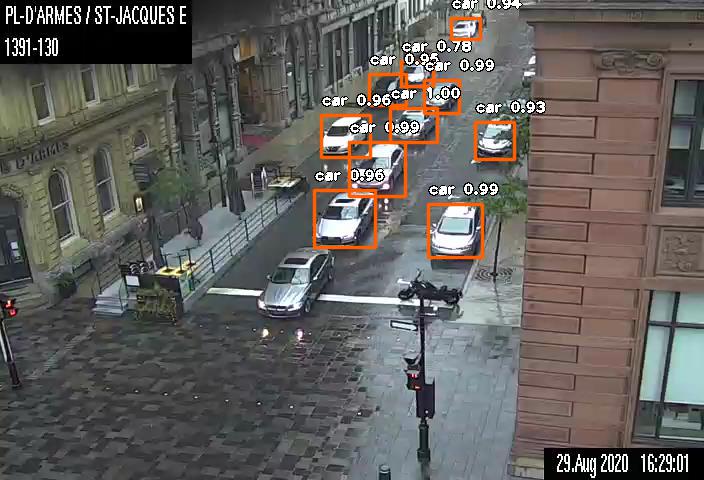 PL-D'ARMES / ST-JACQUES E
1391-130
car 0.94
car 0.78
car 0.95
car 0.99
car 1.00
car 0.96
car 0.93
car 0.99
car 0.96
car 0.99
D'ARMES
29.Aug 2020 16:29:01